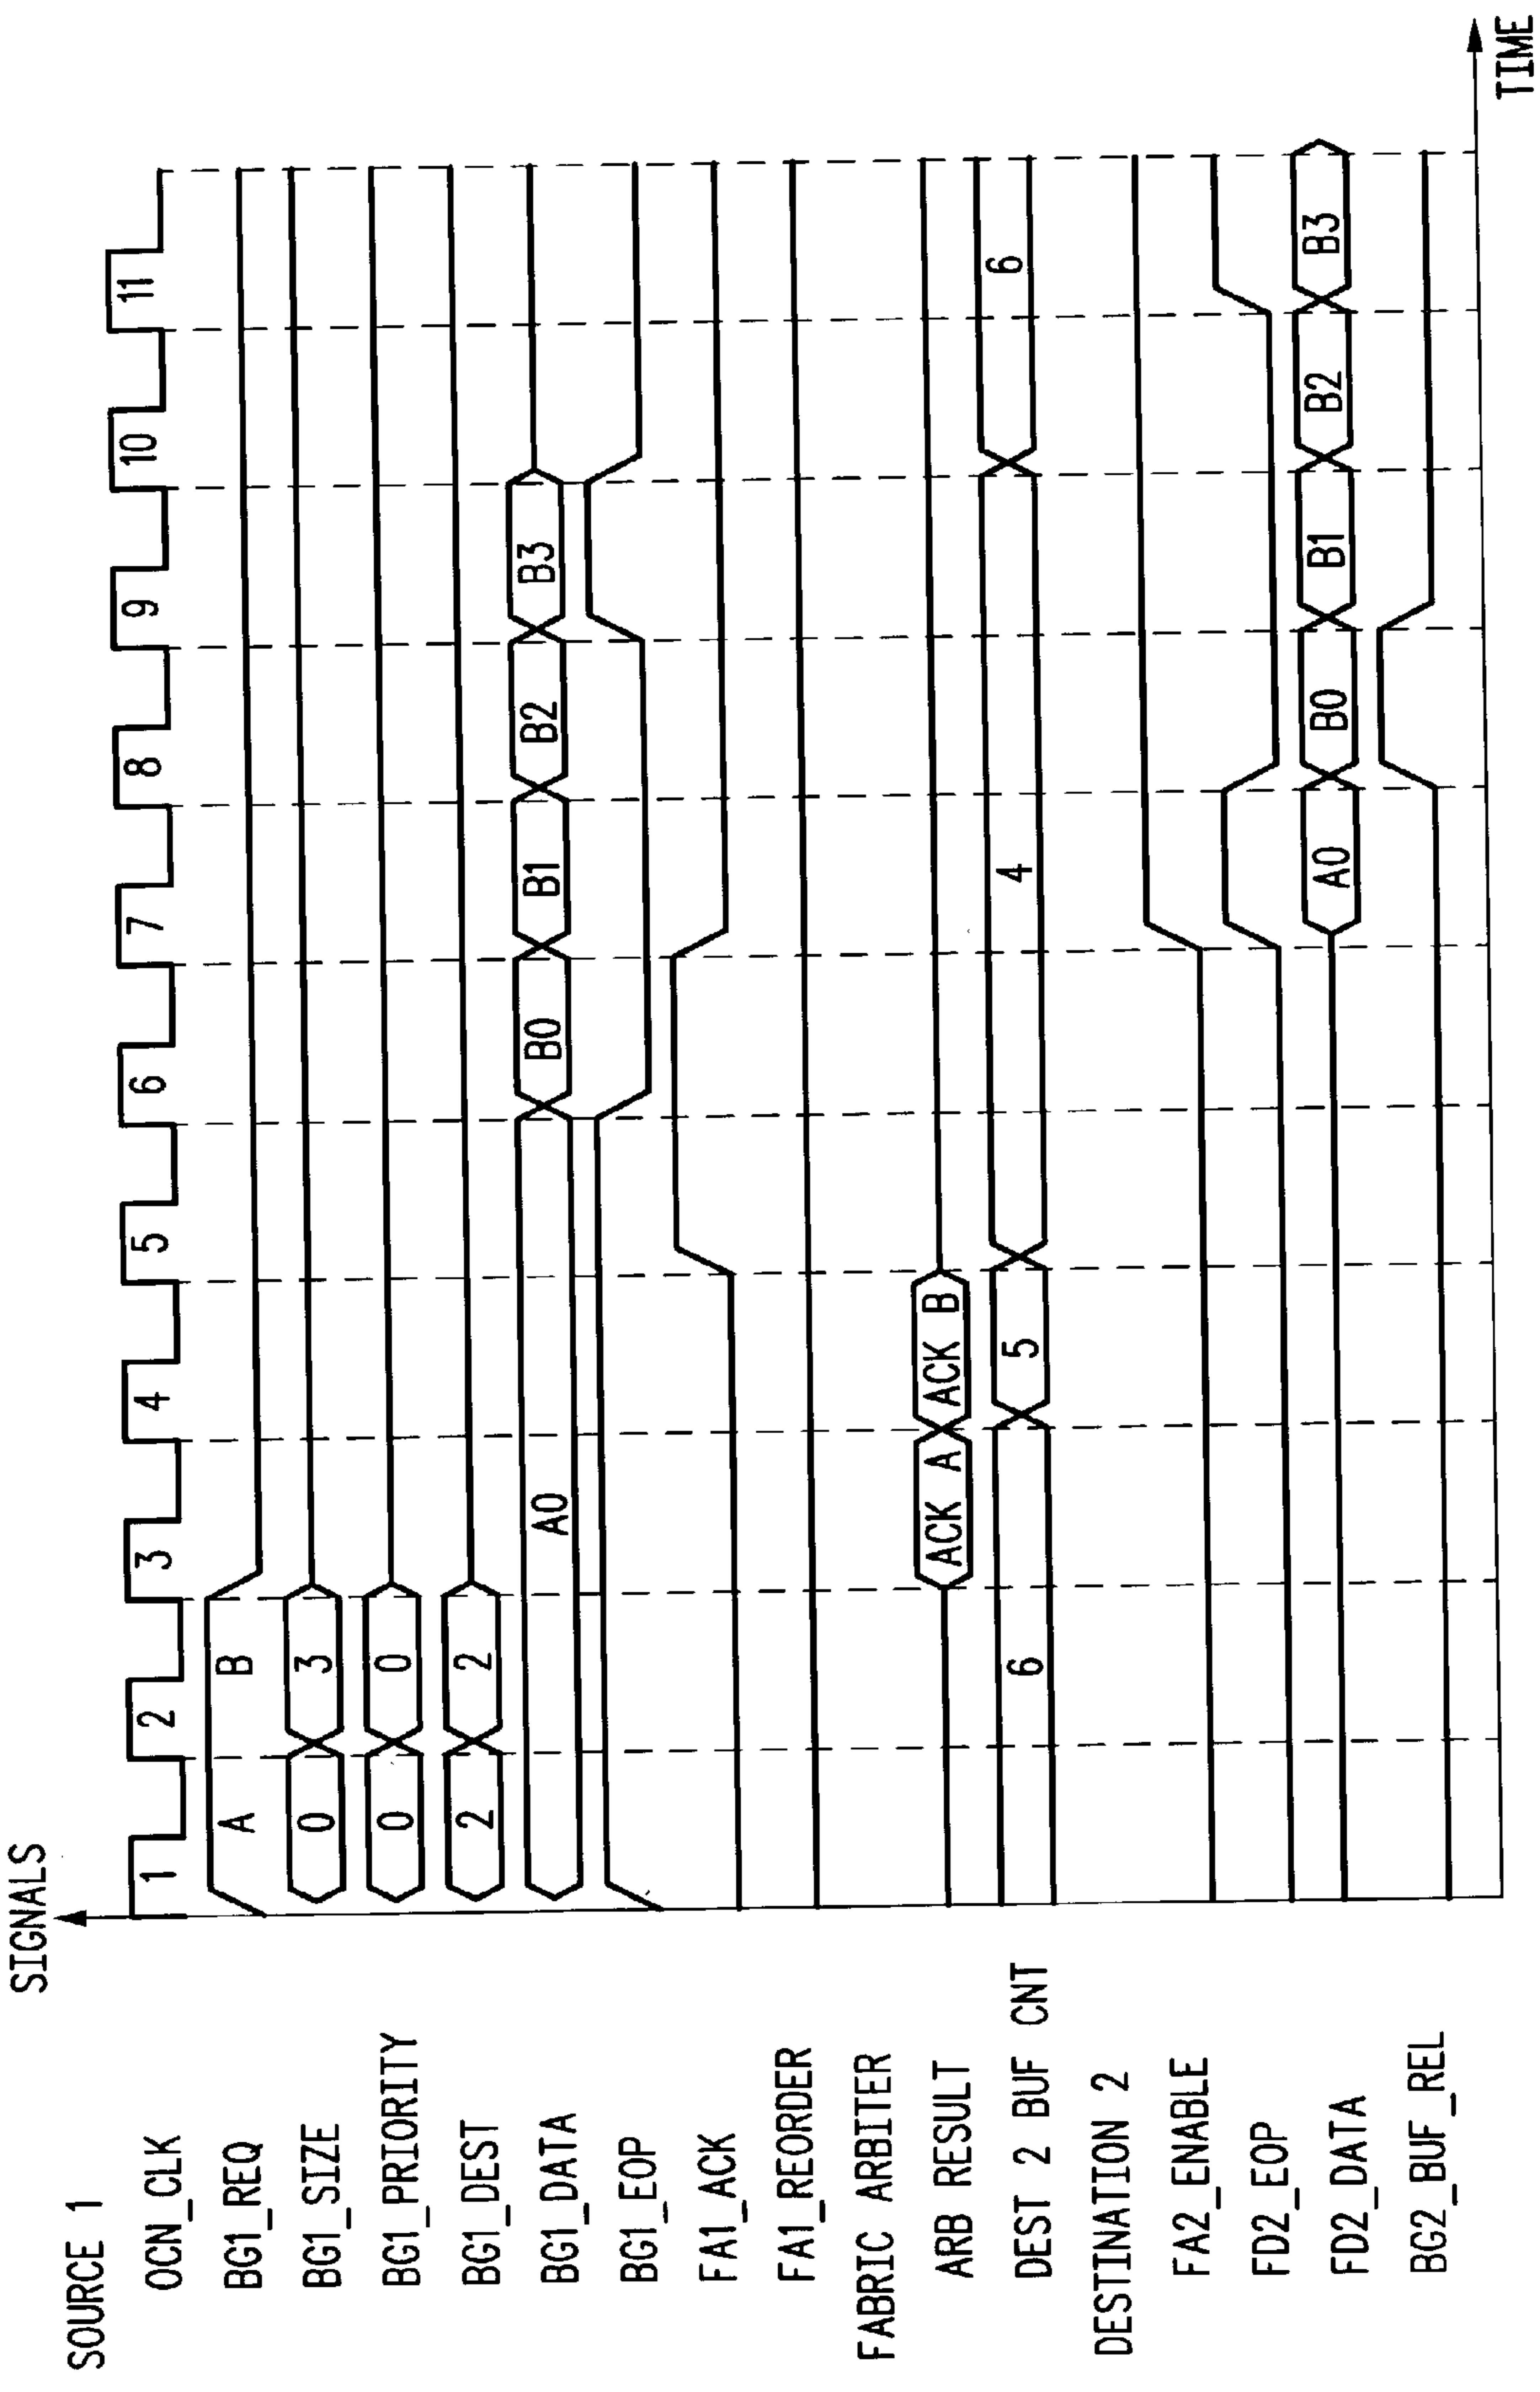 SIGNALS
SOURCE 1
OCN_CLK 1 2 3 4 5 6 7 8 9 10 11
BG1_REQ A B
BG1_SIZE 0 3
BG1_PRIORITY 0 0
BG1_DEST 2 2
BG1_DATA A0 B0 B1 B2 B3
BG1_EOP
FA1_ACK
FA1_REORDER
FABRIC ARBITER
ARB RESULT ACK A ACK B
DEST 2 BUF CNT 6 5 4 6
DESTINATION 2
FA2_ENABLE
FD2_EOP
FD2_DATA A0 B0 B1 B2 B3
BG2_BUF_REL
TIME